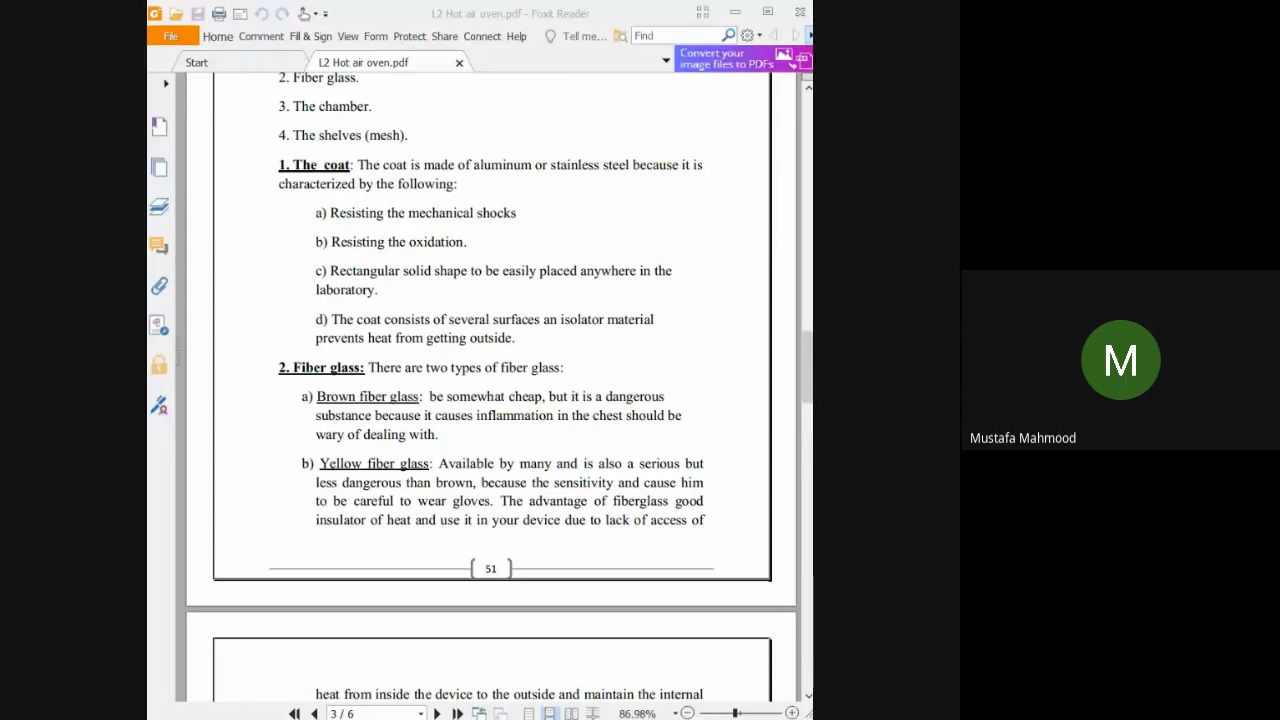 L2 Hot air oven.pdf - Foxit Reader
File Home Comment Fill & Sign View Form Protect Share Connect Help Tell me... Find
Start L2 Hot air oven.pdf
Convert your
image files to PDFs
2. Fiber glass.
3. The chamber.
4. The shelves (mesh).
1. The coat: The coat is made of aluminum or stainless steel because it is
characterized by the following:
a) Resisting the mechanical shocks
b) Resisting the oxidation.
c) Rectangular solid shape to be easily placed anywhere in the
laboratory.
d) The coat consists of several surfaces an isolator material
prevents heat from getting outside.
2. Fiber glass: There are two types of fiber glass:
a) Brown fiber glass: be somewhat cheap, but it is a dangerous
substance because it causes inflammation in the chest should be
wary of dealing with.
b) Yellow fiber glass: Available by many and is also a serious but
less dangerous than brown, because the sensitivity and cause him
to be careful to wear gloves. The advantage of fiberglass good
insulator of heat and use it in your device due to lack of access of
51
heat from inside the device to the outside and maintain the internal
3 / 6
86.98%
M
Mustafa Mahmood